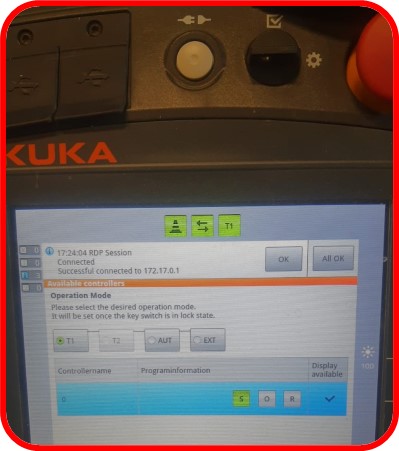 KUKA
T1
17:24:04 RDP Session
Connected
Successful connected to 172.17.0.1
OK
All OK
Available controllers
Operation Mode
Please select the desired operation mode.
It will be set once the key switch is in lock state.
T1
T2
AUT
EXT
Controllername
Programinformation
Display
available
0
S
O
R
100